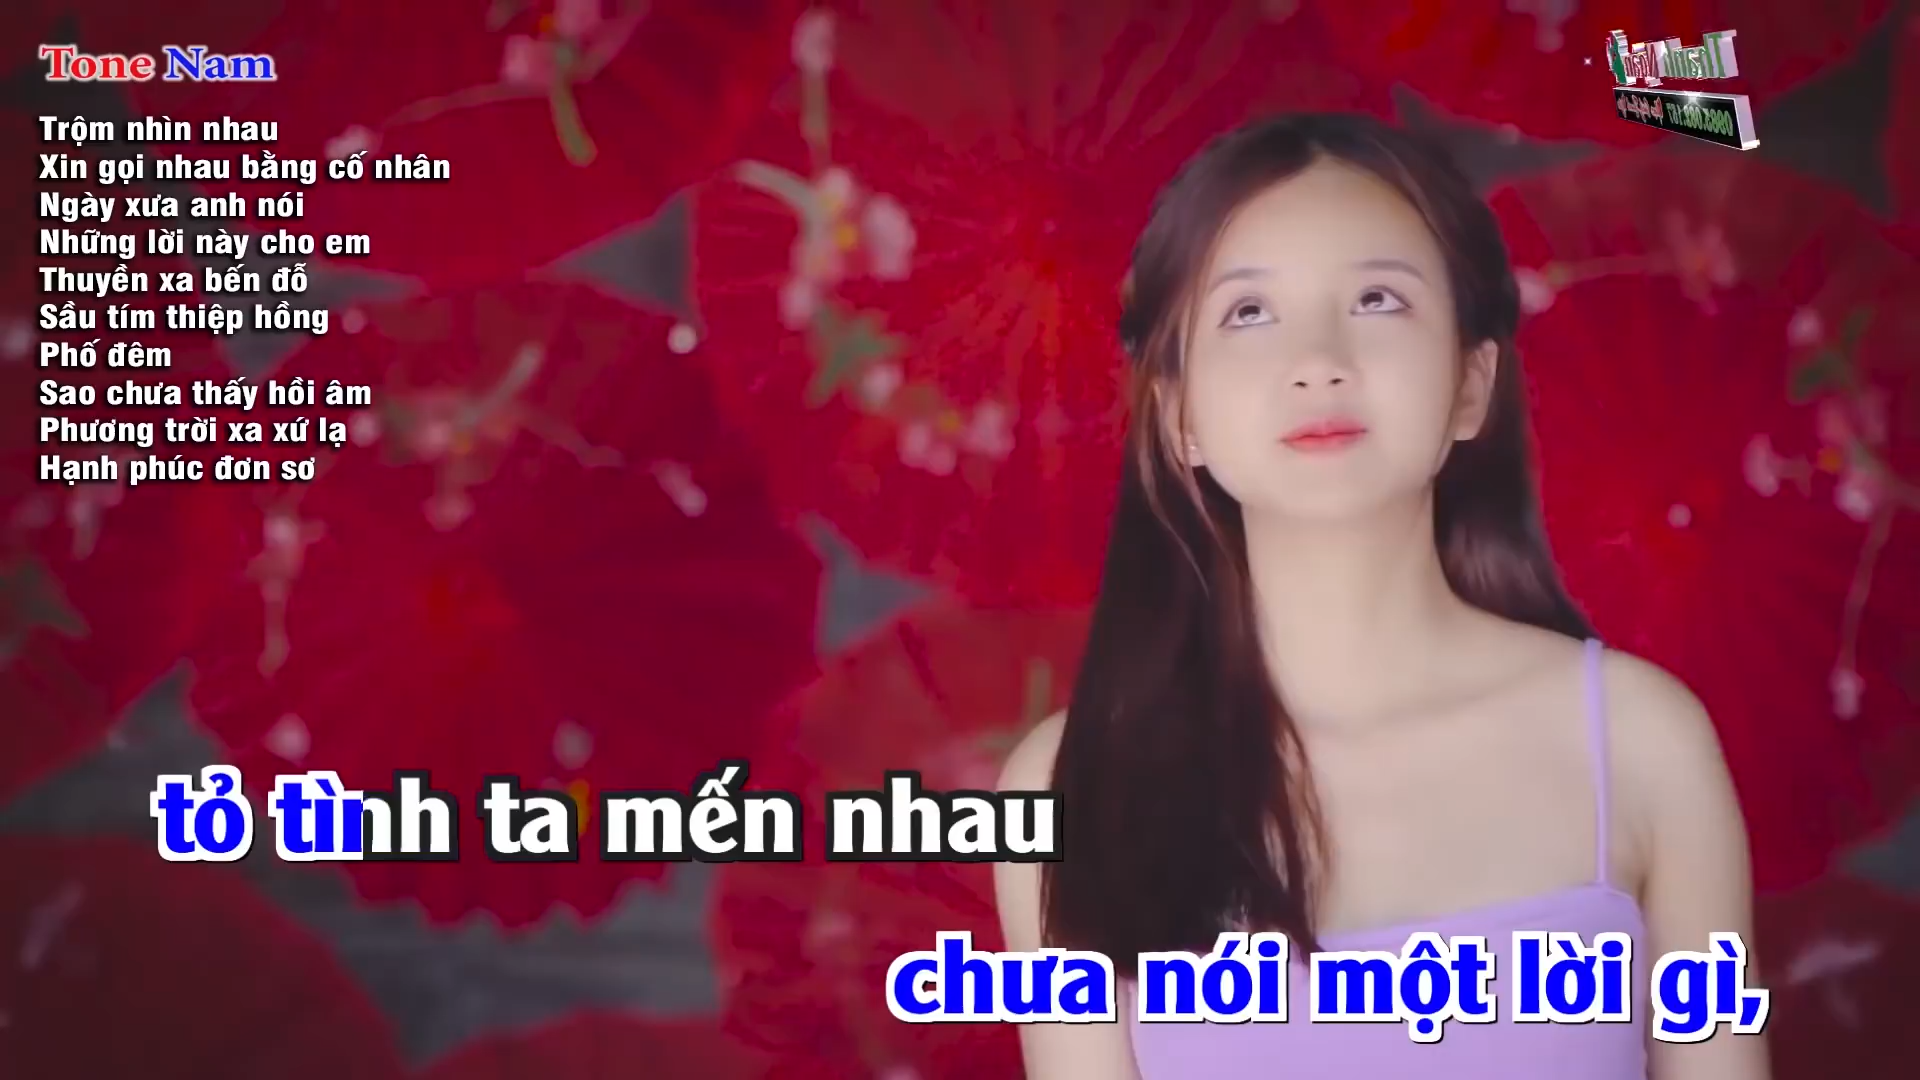 Tone Nam
Trộm nhìn nhau
Xin gọi nhau bằng cố nhân
Ngày xưa anh nói
Những lời này cho em
Thuyền xa bến đỗ
Sầu tím thiệp hồng
Phố đêm
Sao chưa thấy hồi âm
Phương trời xa xứ lạ
Hạnh phúc đơn sơ
tỏ tình ta mến nhau
chưa nói một lời gì,